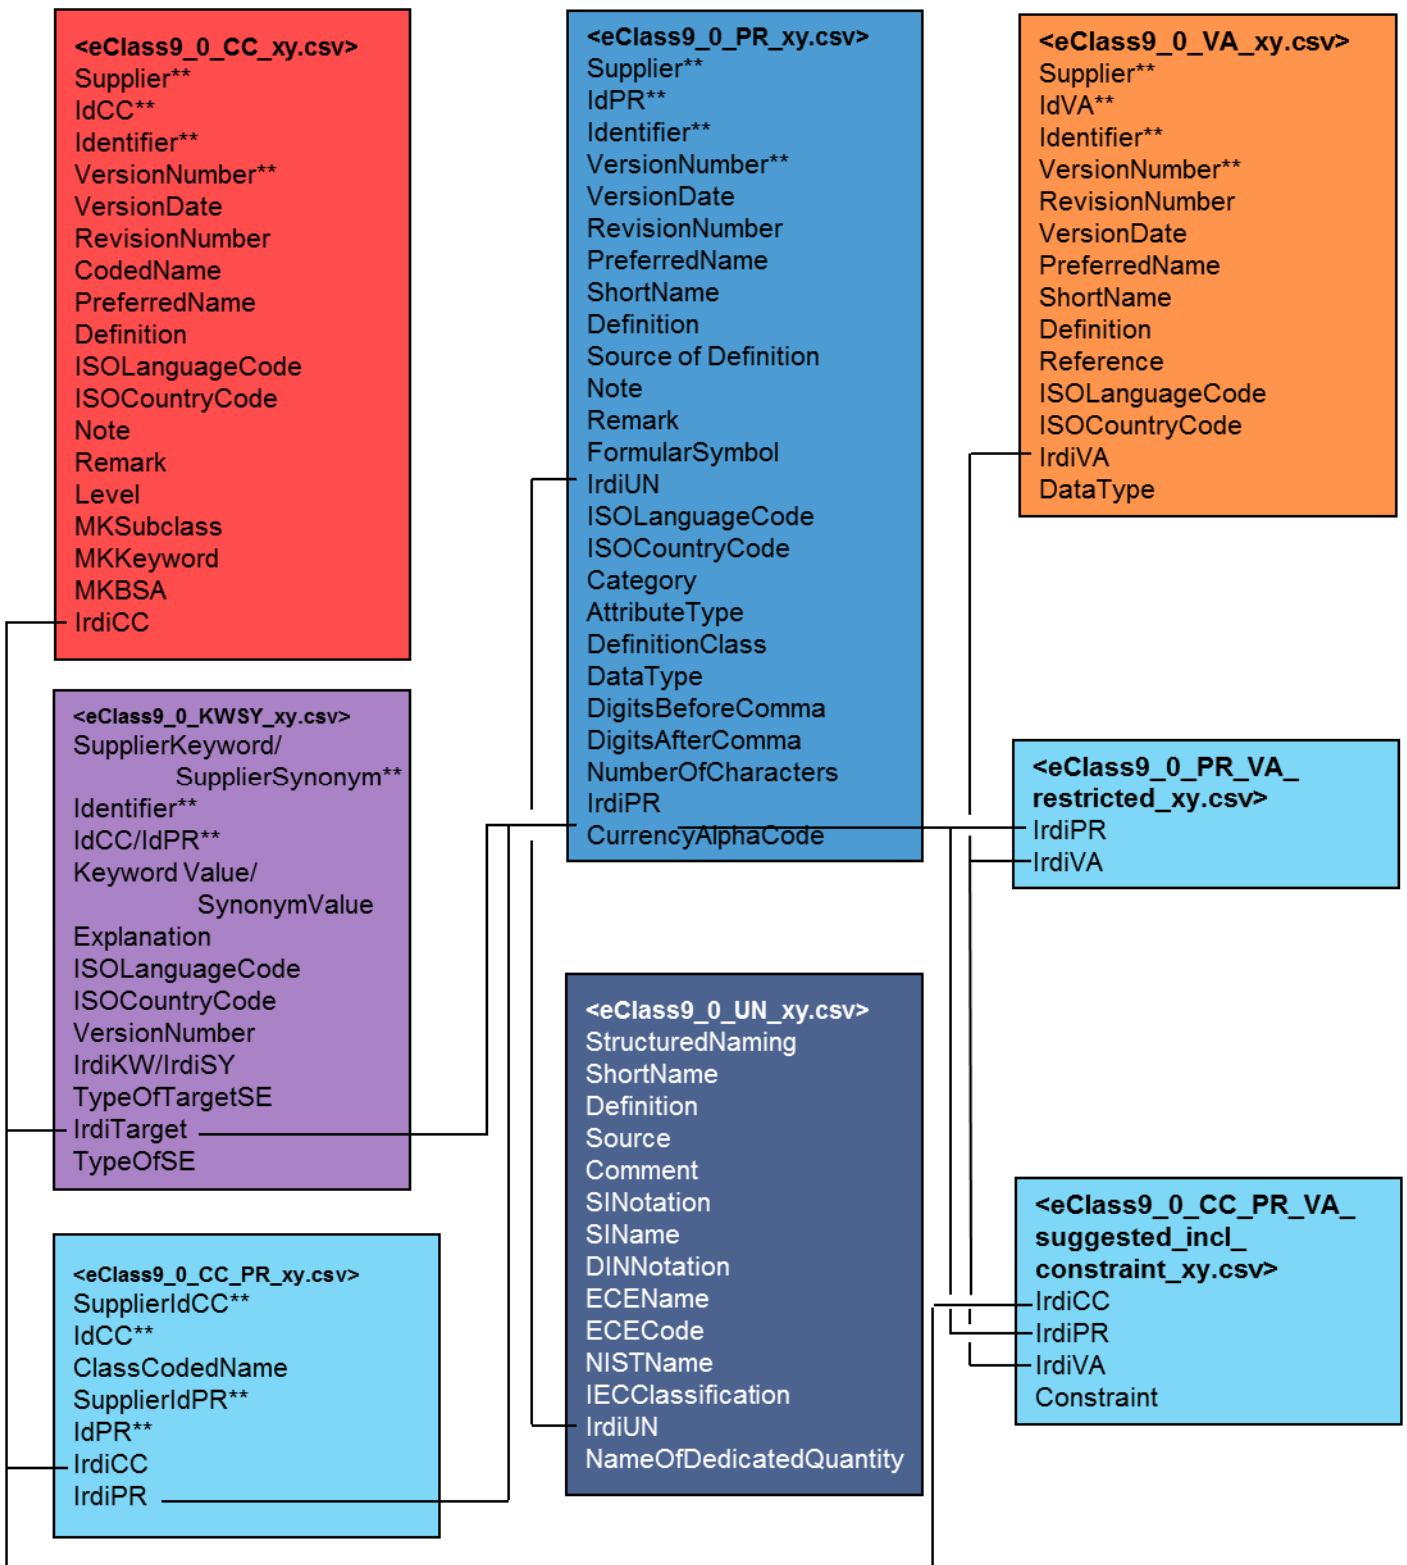 <eClass9_0_CC_xy.csv>
Supplier**
IdCC**
Identifier**
VersionNumber**
VersionDate
RevisionNumber
CodedName
PreferredName
Definition
ISOLanguageCode
ISOCountryCode
Note
Remark
Level
MKSubclass
MKKeyword
MKBSA
IrdiCC
<eClass9_0_KWSY_xy.csv>
SupplierKeyword/
SupplierSynonym**
Identifier**
IdCC/IdPR**
Keyword Value/
SynonymValue
Explanation
ISOLanguageCode
ISOCountryCode
VersionNumber
IrdiKW/IrdiSY
TypeOfTargetSE
IrdiTarget
TypeOfSE
<eClass9_0_CC_PR_xy.csv>
SupplierIdCC**
IdCC**
ClassCodedName
SupplierIdPR**
IdPR**
IrdiCC
IrdiPR
<eClass9_0_PR_xy.csv>
Supplier**
IdPR**
Identifier**
VersionNumber**
VersionDate
RevisionNumber
PreferredName
ShortName
Definition
Source of Definition
Note
Remark
FormularSymbol
IrdiUN
ISOLanguageCode
ISOCountryCode
Category
AttributeType
DefinitionClass
DataType
DigitsBeforeComma
DigitsAfterComma
NumberOfCharacters
IrdiPR
CurrencyAlphaCode
<eClass9_0_UN_xy.csv>
StructuredNaming
ShortName
Definition
Source
Comment
SINotation
SIName
DINNotation
ECEName
ECECode
NISTName
IECClassification
IrdiUN
NameOfDedicatedQuantity
<eClass9_0_VA_xy.csv>
Supplier**
IdVA**
Identifier**
VersionNumber**
RevisionNumber
VersionDate
PreferredName
ShortName
Definition
Reference
ISOLanguageCode
ISOCountryCode
IrdiVA
DataType
<eClass9_0_PR_VA_
restricted_xy.csv>
IrdiPR
IrdiVA
<eClass9_0_CC_PR_VA_
suggested_incl_
constraint_xy.csv>
IrdiCC
IrdiPR
IrdiVA
Constraint